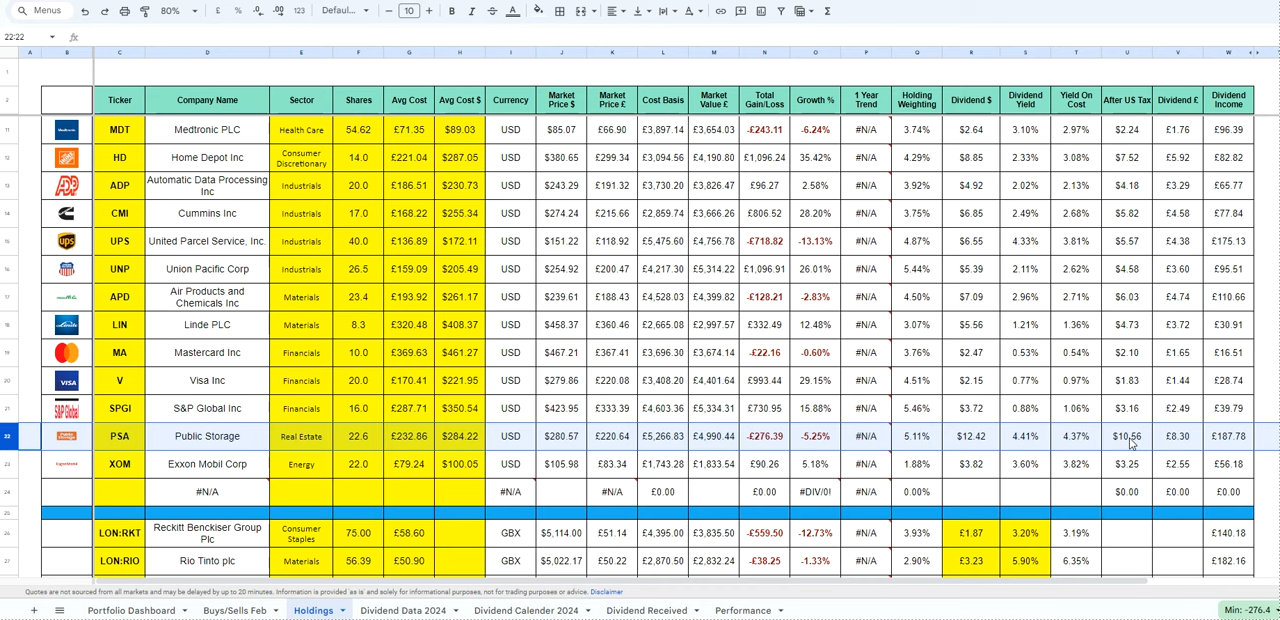 Menus 80% £ % .0 .00 123 Defaul... 10 B I A Σ
22:22 fx
A B C D E F G H I J K L M N O P Q R S T U V W
1
2 Ticker Company Name Sector Shares Avg Cost Avg Cost $ Currency Market Price $ Market Price £ Cost Basis Market Value £ Total Gain/Loss Growth % 1 Year Trend Holding Weighting Dividend $ Dividend Yield Yield On Cost After US Tax Dividend £ Dividend Income
11 Medtronic MDT Medtronic PLC Health Care 54.62 £71.35 $89.03 USD $85.07 £66.90 £3,897.14 £3,654.03 -£243.11 -6.24% #N/A 3.74% $2.64 3.10% 2.97% $2.24 £1.76 £96.39
12 HD Home Depot Inc Consumer Discretionary 14.0 £221.04 $287.05 USD $380.65 £299.34 £3,094.56 £4,190.80 £1,096.24 35.42% #N/A 4.29% $8.85 2.33% 3.08% $7.52 £5.92 £82.82
13 ADP Automatic Data Processing Inc Industrials 20.0 £186.51 $230.73 USD $243.29 £191.32 £3,730.20 £3,826.47 £96.27 2.58% #N/A 3.92% $4.92 2.02% 2.13% $4.18 £3.29 £65.77
14 CMI Cummins Inc Industrials 17.0 £168.22 $255.34 USD $274.24 £215.66 £2,859.74 £3,666.26 £806.52 28.20% #N/A 3.75% $6.85 2.49% 2.68% $5.82 £4.58 £77.84
15 ups UPS United Parcel Service, Inc. Industrials 40.0 £136.89 $172.11 USD $151.22 £118.92 £5,475.60 £4,756.78 -£718.82 -13.13% #N/A 4.87% $6.55 4.33% 3.81% $5.57 £4.38 £175.13
16 UNP Union Pacific Corp Industrials 26.5 £159.09 $205.49 USD $254.92 £200.47 £4,217.30 £5,314.22 £1,096.91 26.01% #N/A 5.44% $5.39 2.11% 2.62% $4.58 £3.60 £95.51
17 APD Air Products and Chemicals Inc Materials 23.4 £193.92 $261.17 USD $239.61 £188.43 £4,528.03 £4,399.82 -£128.21 -2.83% #N/A 4.50% $7.09 2.96% 2.71% $6.03 £4.74 £110.66
18 Linde LIN Linde PLC Materials 8.3 £320.48 $408.37 USD $458.37 £360.46 £2,665.08 £2,997.57 £332.49 12.48% #N/A 3.07% $5.56 1.21% 1.36% $4.73 £3.72 £30.91
19 MA Mastercard Inc Financials 10.0 £369.63 $461.27 USD $467.21 £367.41 £3,696.30 £3,674.14 -£22.16 -0.60% #N/A 3.76% $2.47 0.53% 0.54% $2.10 £1.65 £16.51
20 VISA V Visa Inc Financials 20.0 £170.41 $221.95 USD $279.86 £220.08 £3,408.20 £4,401.64 £993.44 29.15% #N/A 4.51% $2.15 0.77% 0.97% $1.83 £1.44 £28.74
21 S&P Global SPGI S&P Global Inc Financials 16.0 £287.71 $350.54 USD $423.95 £333.39 £4,603.36 £5,334.31 £730.95 15.88% #N/A 5.46% $3.72 0.88% 1.06% $3.16 £2.49 £39.79
22 Public Storage PSA Public Storage Real Estate 22.6 £232.86 $284.22 USD $280.57 £220.64 £5,266.83 £4,990.44 -£276.39 -5.25% #N/A 5.11% $12.42 4.41% 4.37% $10.56 £8.30 £187.78
23 ExxonMobil XOM Exxon Mobil Corp Energy 22.0 £79.24 $100.05 USD $105.98 £83.34 £1,743.28 £1,833.54 £90.26 5.18% #N/A 1.88% $3.82 3.60% 3.82% $3.25 £2.55 £56.18
24 #N/A #N/A #N/A £0.00 £0.00 #DIV/0! #N/A 0.00% $0.00 £0.00 £0.00
25
26 LON:RKT Reckitt Benckiser Group Plc Consumer Staples 75.00 £58.60 GBX $5,114.00 £51.14 £4,395.00 £3,835.50 -£559.50 -12.73% #N/A 3.93% £1.87 3.20% 3.19% £140.18
27 LON:RIO Rio Tinto plc Materials 56.39 £50.90 GBX $5,022.17 £50.22 £2,870.50 £2,832.24 -£38.25 -1.33% #N/A 2.90% £3.23 5.90% 6.35% £182.16
Quotes are not sourced from all markets and may be delayed by up to 20 minutes. Information is provided 'as is' and solely for informational purposes, not for trading purposes or advice. Disclaimer
+ Portfolio Dashboard Buys/Sells Feb Holdings Dividend Data 2024 Dividend Calender 2024 Dividend Received Performance Min: -276.4